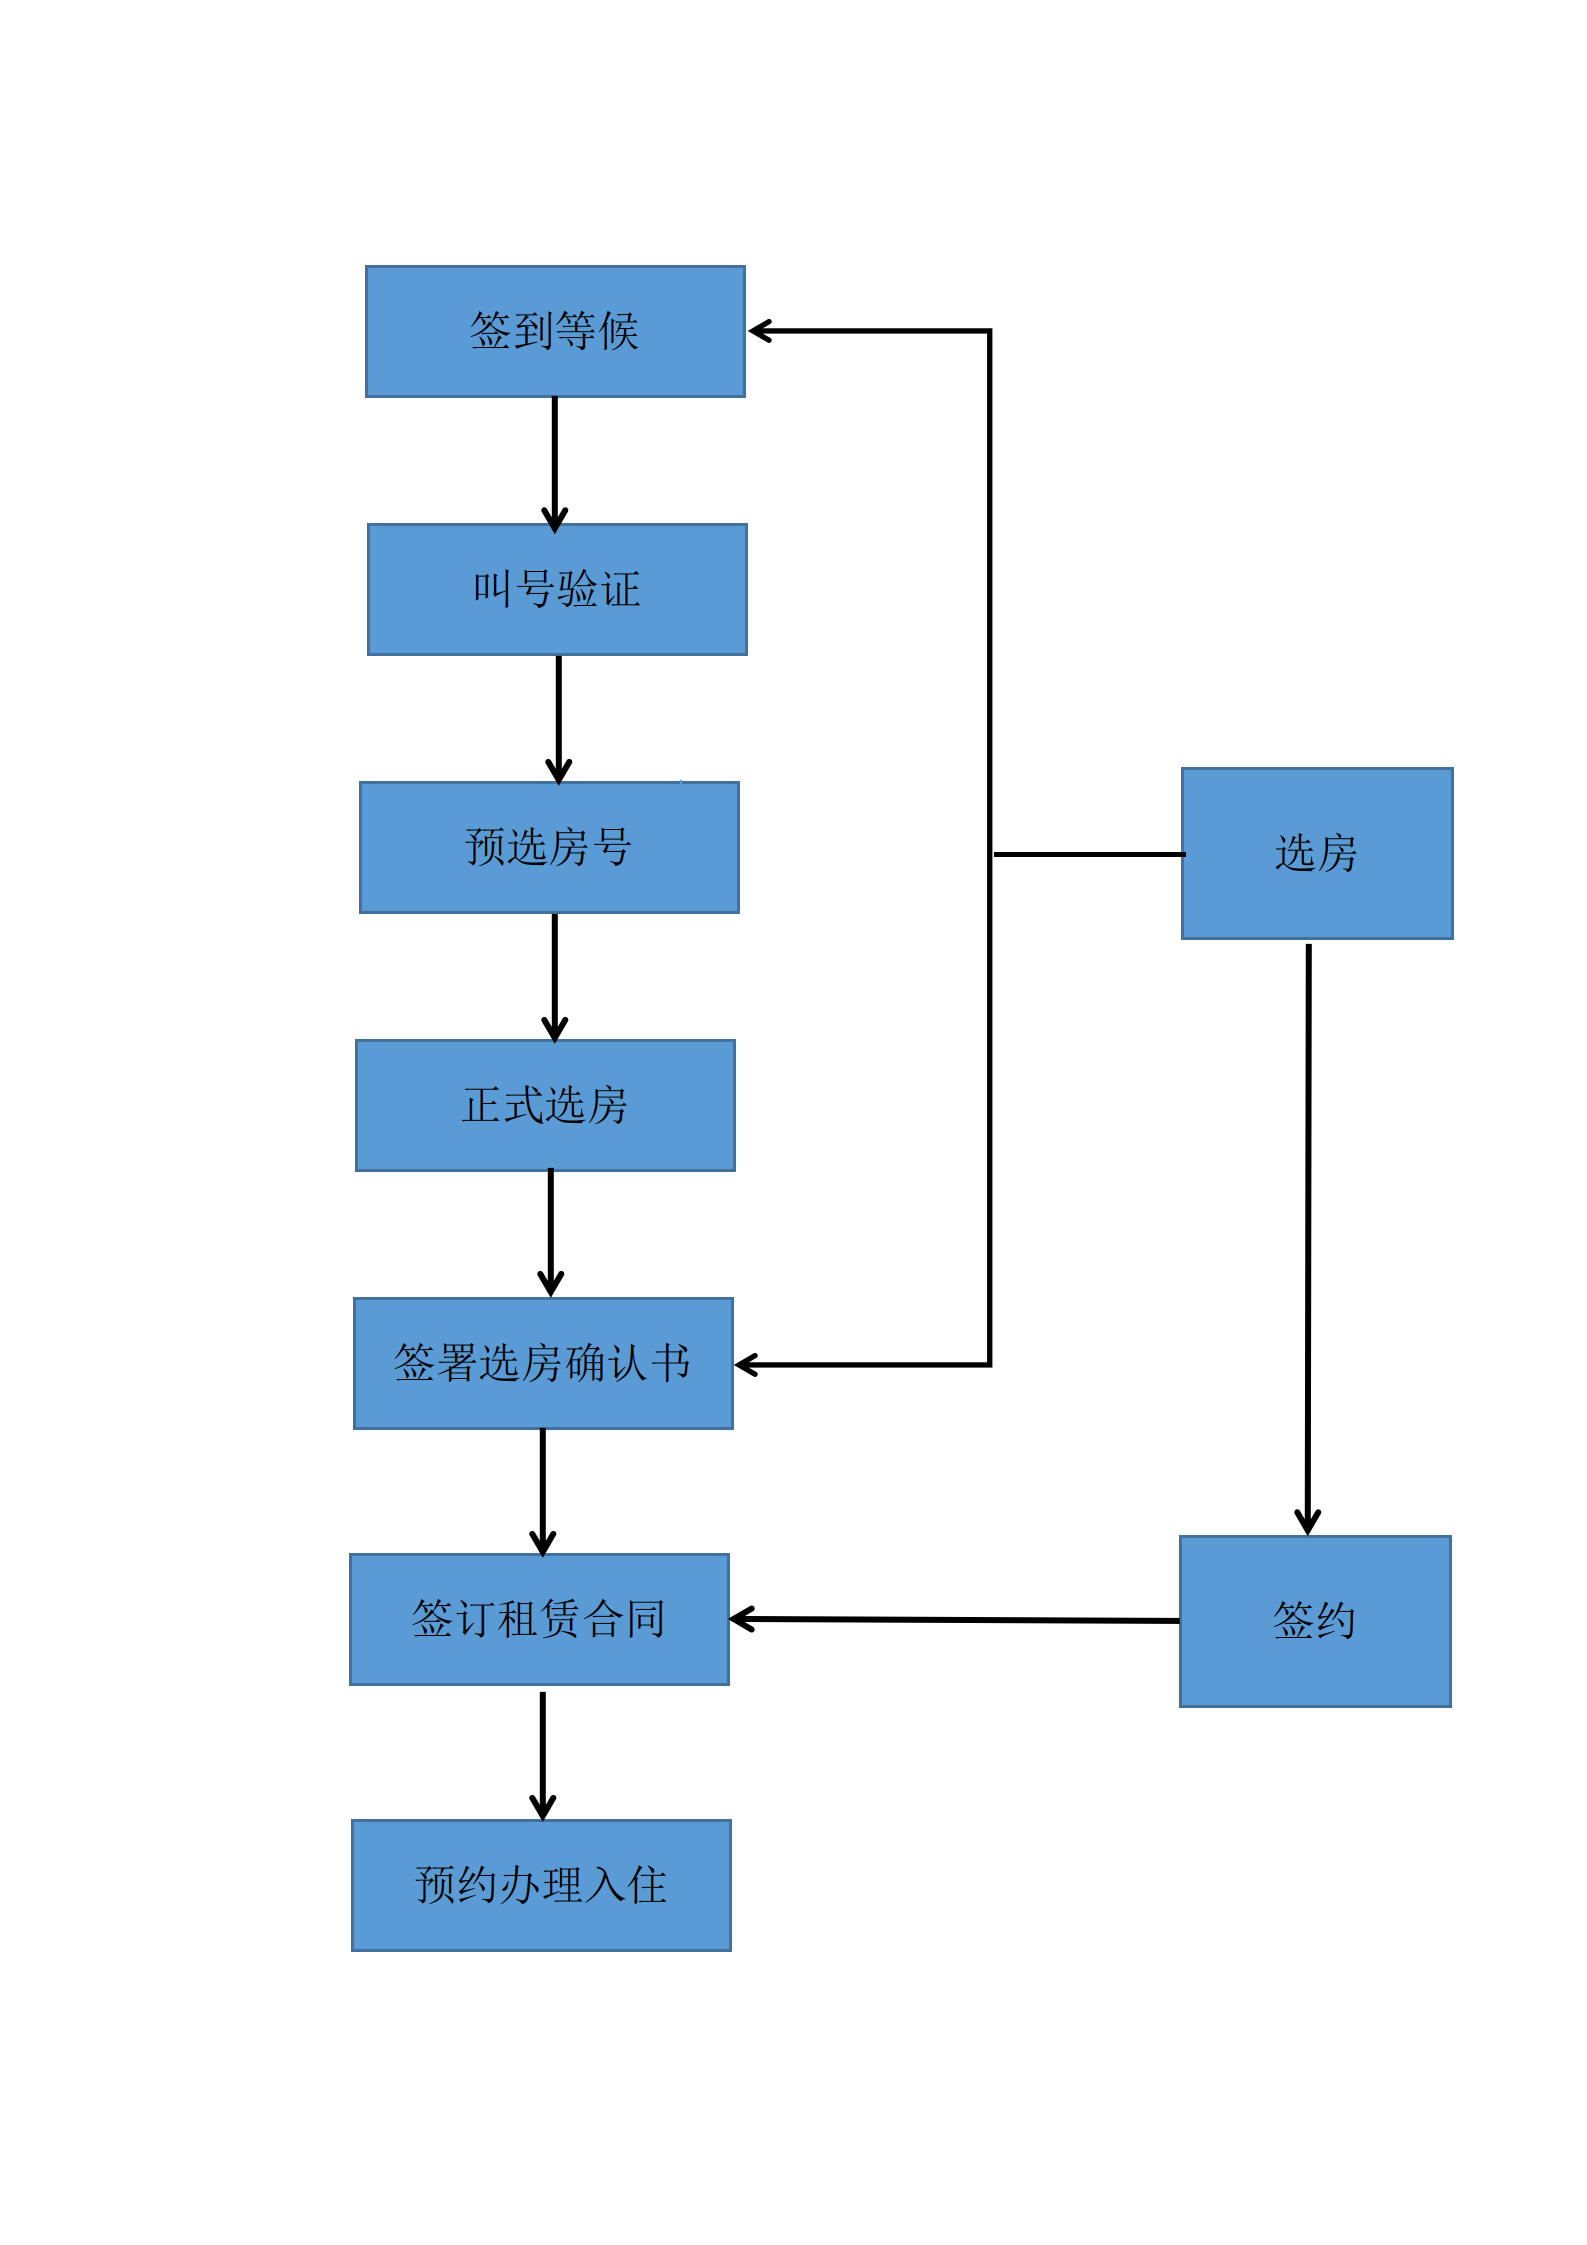 签到等候
叫号验证
预选房号
选房
正式选房
签署选房确认书
签订租赁合同
签约
预约办理入住